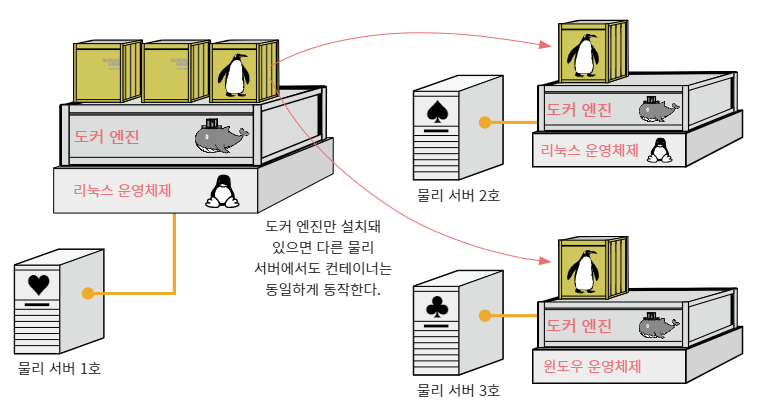 도커 엔진
리눅스 운영체제
물리 서버 1호
도커 엔진만 설치돼
있으면 다른 물리
서버에서도 컨테이너는
동일하게 동작한다.
도커 엔진
리눅스 운영체제
물리 서버 2호
도커 엔진
윈도우 운영체제
물리 서버 3호